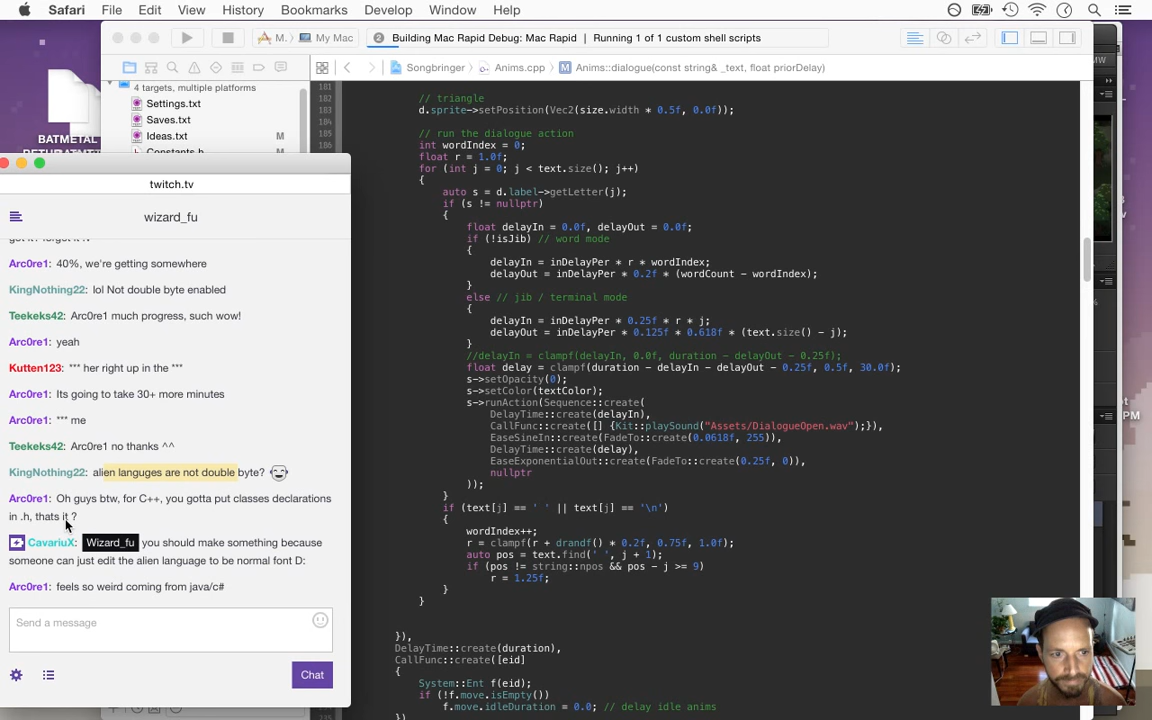 Safari File Edit View History Bookmarks Develop Window Help
M. My Mac
2 Building Mac Rapid Debug: Mac Rapid | Running 1 of 1 custom shell scripts
Songbringer Anims.cpp M Anims::dialogue(const string& _text, float priorDelay)
4 targets, multiple platforms
Settings.txt
Saves.txt
Ideas.txt M
BATMETAL
twitch.tv
wizard_fu
Arc0re1: 40%, we're getting somewhere
KingNothing22: lol Not double byte enabled
Teekeks42: Arc0re1 much progress, such wow!
Arc0re1: yeah
Kutten123: *** her right up in the ***
Arc0re1: Its going to take 30+ more minutes
Arc0re1: *** me
Teekeks42: Arc0re1 no thanks ^^
KingNothing22: alien languges are not double byte?
Arc0re1: Oh guys btw, for C++, you gotta put classes declarations
in .h, thats it ?
CavariuX: Wizard_fu you should make something because
someone can just edit the alien language to be normal font D:
Arc0re1: feels so weird coming from java/c#
Send a message
Chat
181
182 // triangle
183 d.sprite->setPosition(Vec2(size.width * 0.5f, 0.0f));
184
185 // run the dialogue action
186 int wordIndex = 0;
float r = 1.0f;
for (int j = 0; j < text.size(); j++)
{
auto s = d.label->getLetter(j);
if (s != nullptr)
{
float delayIn = 0.0f, delayOut = 0.0f;
if (!isJib) // word mode
{
delayIn = inDelayPer * r * wordIndex;
delayOut = inDelayPer * 0.2f * (wordCount - wordIndex);
}
else // jib / terminal mode
{
delayIn = inDelayPer * 0.25f * r * j;
delayOut = inDelayPer * 0.125f * 0.618f * (text.size() - j);
}
//delayIn = clampf(delayIn, 0.0f, duration - delayOut - 0.25f);
float delay = clampf(duration - delayIn - delayOut - 0.25f, 0.5f, 30.0f);
s->setOpacity(0);
s->setColor(textColor);
s->runAction(Sequence::create(
DelayTime::create(delayIn),
CallFunc::create([] {Kit::playSound("Assets/DialogueOpen.wav");}),
EaseSineIn::create(FadeTo::create(0.0618f, 255)),
DelayTime::create(delay),
EaseExponentialOut::create(FadeTo::create(0.25f, 0)),
nullptr
));
}
if (text[j] == ' ' || text[j] == '\n')
{
wordIndex++;
r = clampf(r + drandf() * 0.2f, 0.75f, 1.0f);
auto pos = text.find(' ', j + 1);
if (pos != string::npos && pos - j >= 9)
r = 1.25f;
}
}
}),
DelayTime::create(duration),
CallFunc::create([eid]
{
System::Ent f(eid);
if (!f.move.isEmpty())
f.move.idleDuration = 0.0; // delay idle anims
})